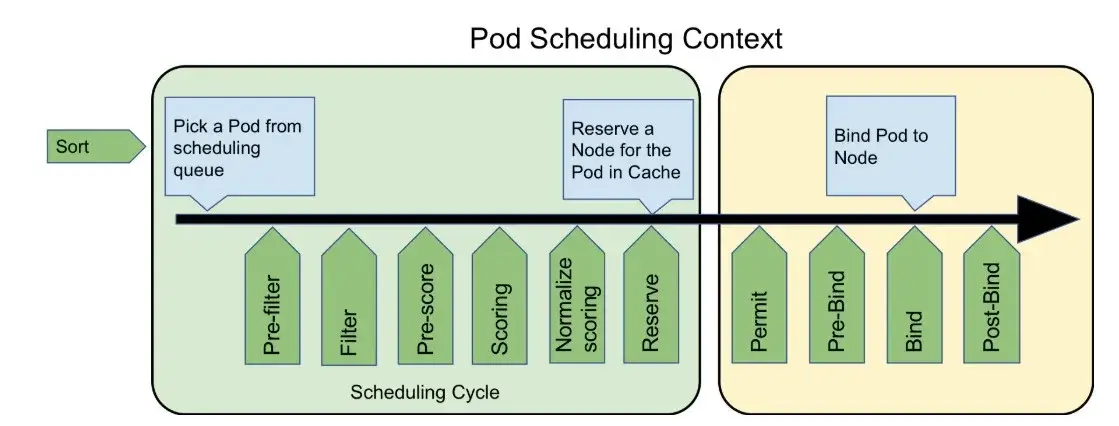 Pod Scheduling Context
Sort
Pick a Pod from
scheduling
queue
Reserve a
Node for the
Pod in Cache
Bind Pod to
Node
Pre-filter
Filter
Pre-score
Scoring
Normalize
scoring
Reserve
Permit
Pre-Bind
Bind
Post-Bind
Scheduling Cycle